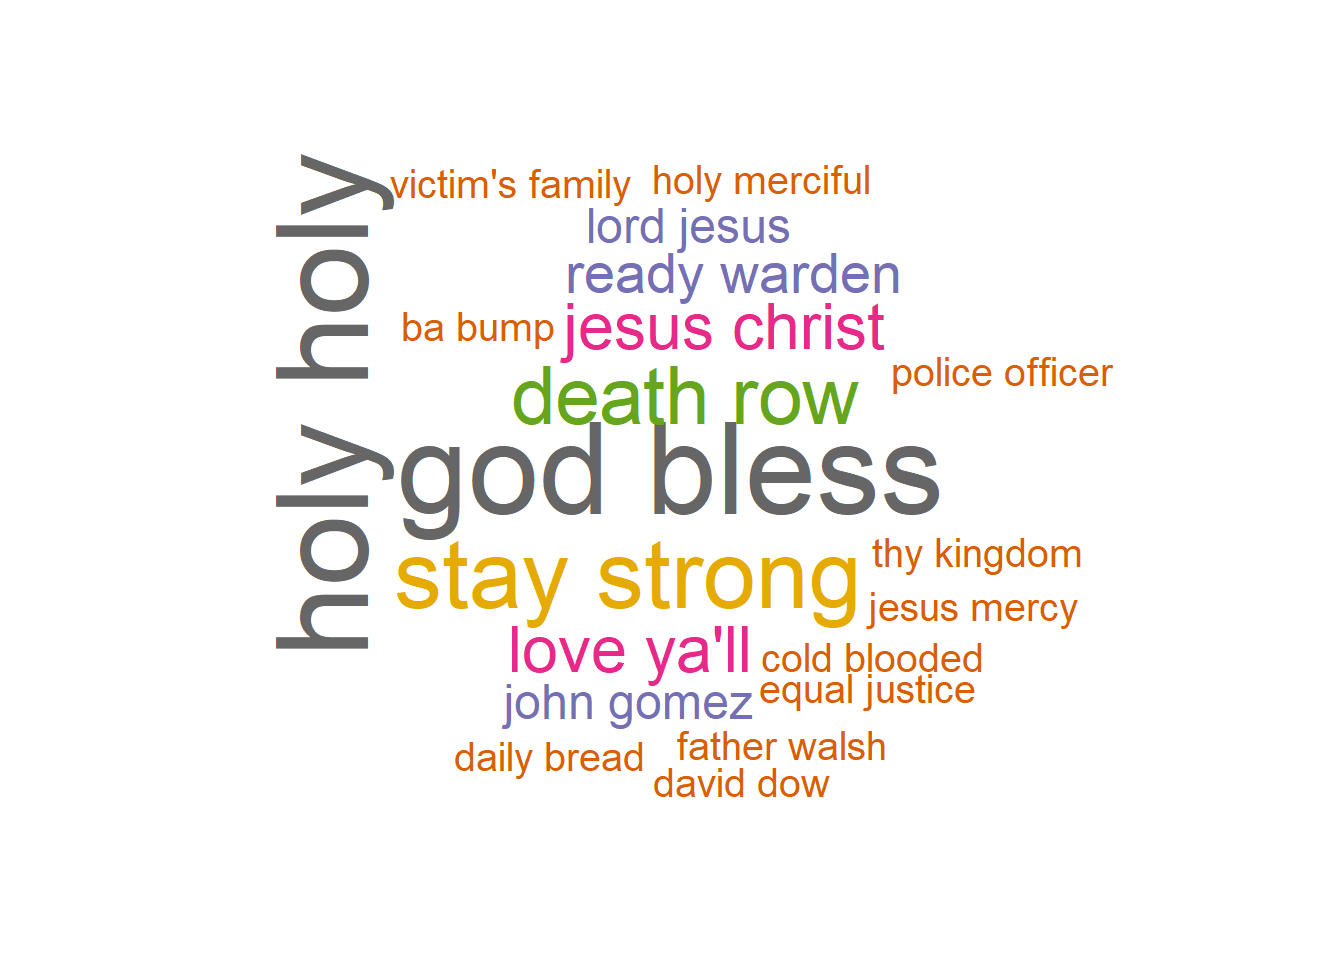 holy holy
victim's family
holy merciful
lord jesus
ready warden
ba bump
jesus christ
police officer
death row
god bless
stay strong
thy kingdom
jesus mercy
love ya'll
cold blooded
equal justice
john gomez
daily bread
father walsh
david dow